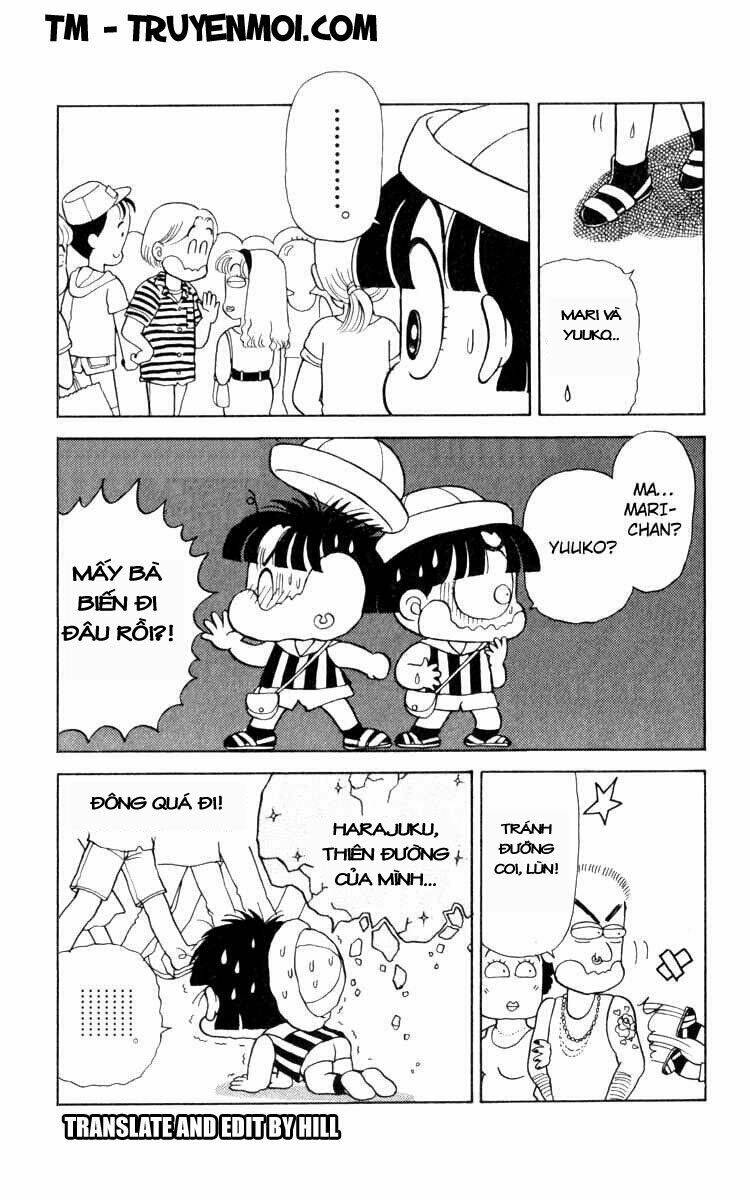 TM - TRUYENMOI.COM
..........。
MARI VÀ
YUUKO...
MA...
MARI-
CHAN?
YUUKO?
MẤY BÀ
BIẾN ĐI
ĐÂU RỒI?!
ĐÔNG QUÁ ĐI!
HARAJUKU,
THIÊN ĐƯỜNG
CỦA MÌNH...
TRÁNH
ĐƯỜNG
COI, LÙN!
TRANSLATE AND EDIT BY HILL